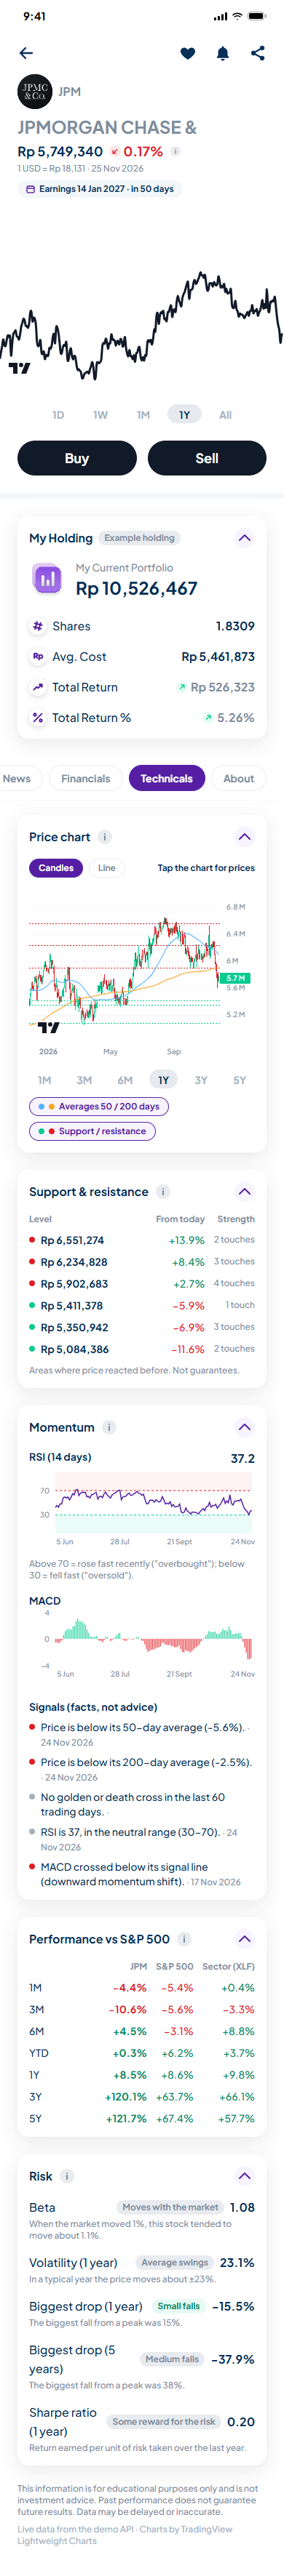 9:41
JPMC
& CO.
JPM
JPMORGAN CHASE &
Rp 5,749,340 0.17% i
1 USD = Rp 18,131 · 25 Nov 2026
Earnings 14 Jan 2027 · in 50 days
1D 1W 1M 1Y All
Buy Sell
My Holding Example holding
My Current Portfolio
Rp 10,526,467
Shares 1.8309
Rp Avg. Cost Rp 5,461,873
Total Return Rp 526,323
Total Return % 5.26%
News Financials Technicals About
Price chart i
Candles Line Tap the chart for prices
6.8 M
6.4 M
6 M
5.7 M
5.6 M
5.2 M
2026 May Sep
1M 3M 6M 1Y 3Y 5Y
Averages 50 / 200 days
Support / resistance
Support & resistance i
Level From today Strength
Rp 6,551,274 +13.9% 2 touches
Rp 6,234,828 +8.4% 3 touches
Rp 5,902,683 +2.7% 4 touches
Rp 5,411,378 −5.9% 1 touch
Rp 5,350,942 −6.9% 3 touches
Rp 5,084,386 −11.6% 2 touches
Areas where price reacted before. Not guarantees.
Momentum i
RSI (14 days) 37.2
70
30
5 Jun 28 Jul 21 Sept 24 Nov
Above 70 = rose fast recently ("overbought"); below
30 = fell fast ("oversold").
MACD
4
0
−4
5 Jun 28 Jul 21 Sept 24 Nov
Signals (facts, not advice)
Price is below its 50-day average (-5.6%). ·
24 Nov 2026
Price is below its 200-day average (-2.5%).
· 24 Nov 2026
No golden or death cross in the last 60
trading days. ·
RSI is 37, in the neutral range (30–70). · 24
Nov 2026
MACD crossed below its signal line
(downward momentum shift). · 17 Nov 2026
Performance vs S&P 500 i
JPM S&P 500 Sector (XLF)
1M −4.4% −5.4% +0.4%
3M −10.6% −5.6% −3.3%
6M +4.5% −3.1% +8.8%
YTD +0.3% +6.2% +3.7%
1Y +8.5% +8.6% +9.8%
3Y +120.1% +63.7% +66.1%
5Y +121.7% +67.4% +57.7%
Risk i
Beta Moves with the market 1.08
When the market moved 1%, this stock tended to
move about 1.1%.
Volatility (1 year) Average swings 23.1%
In a typical year the price moves about ±23%.
Biggest drop (1 year) Small falls −15.5%
The biggest fall from a peak was 15%.
Biggest drop (5
years) Medium falls −37.9%
The biggest fall from a peak was 38%.
Sharpe ratio
(1 year) Some reward for the risk 0.20
Return earned per unit of risk taken over the last year.
This information is for educational purposes only and is not
investment advice. Past performance does not guarantee
future results. Data may be delayed or inaccurate.
Live data from the demo API · Charts by TradingView
Lightweight Charts